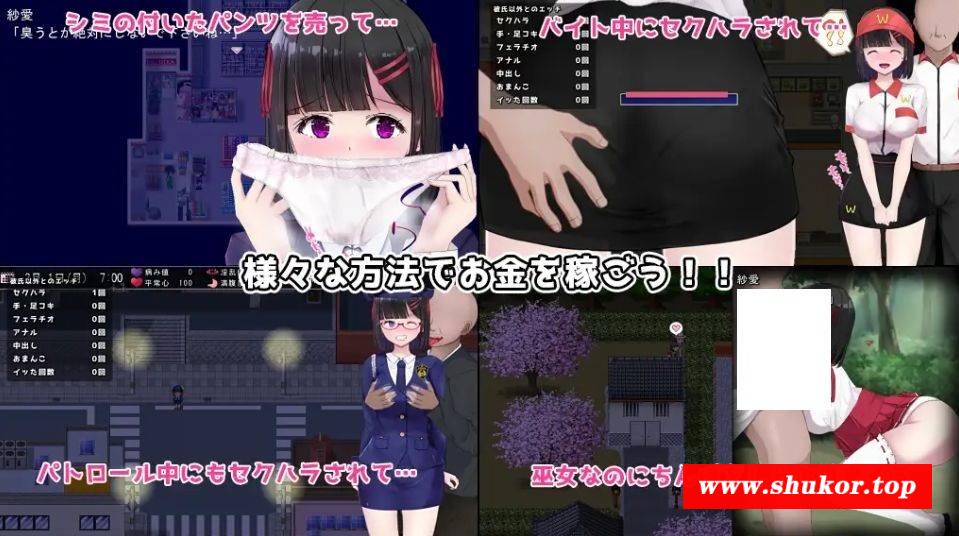 紗愛
シミの付いたパンツを売って…
彼氏以外とのエッチ
セクハラ
手・足コキ 0回
フェラチオ 0回
アナル 0回
中出し 0回
おまんこ 0回
イッた回数 0回
バイト中にセクハラされて
様々な方法でお金を稼ごう！！
7:00
病み値 0
平常心 100
彼氏以外とのエッチ
セクハラ 1回
手・足コキ 0回
フェラチオ 0回
アナル 0回
中出し 0回
おまんこ 0回
イッた回数 0回
パトロール中にもセクハラされて…
紗愛
巫女なのにち
www.shukor.top